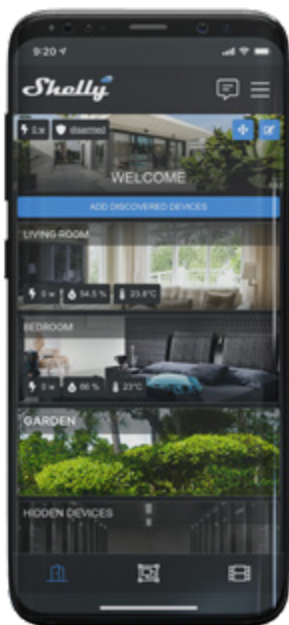 9:20
Shelly
0 w disarmed
WELCOME
ADD DISCOVERED DEVICES
LIVING ROOM
0 w 54.5 % 23.8°C
BEDROOM
0 w 66 % 23°C
GARDEN
HIDDEN DEVICES